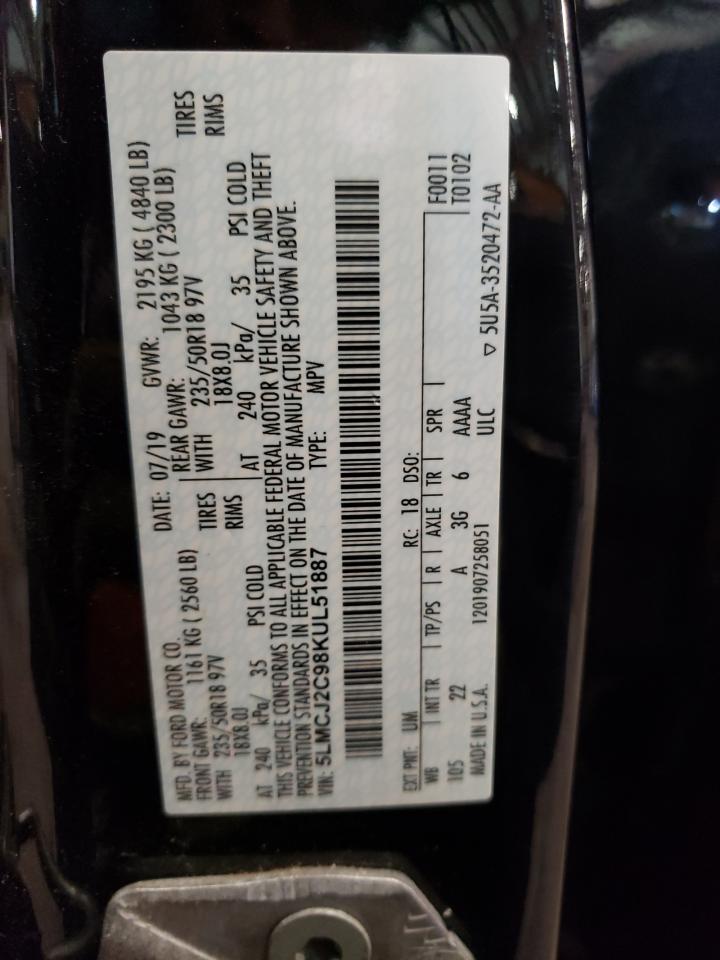 MFD. BY FORD MOTOR CO.
DATE: 07/19 GVWR: 2195 KG ( 4840 LB)
FRONT GAWR: 1161 KG ( 2560 LB) REAR GAWR: 1043 KG ( 2300 LB)
WITH 235/50R18 97V TIRES WITH 235/50R18 97V TIRES
18X8.0J RIMS 18X8.0J RIMS
AT 240 kPa/ 35 PSI COLD AT 240 kPa/ 35 PSI COLD
THIS VEHICLE CONFORMS TO ALL APPLICABLE FEDERAL MOTOR VEHICLE SAFETY AND THEFT
PREVENTION STANDARDS IN EFFECT ON THE DATE OF MANUFACTURE SHOWN ABOVE.
VIN: 5LMCJ2C98KUL51887 TYPE: MPV
EXT PNT: UM RC: 18 DSO:
WB INT TR TP/PS R AXLE TR SPR F0011
105 22 A 3G 6 AAAA T0102
MADE IN U.S.A. 1201907258051 ULC
▽ 5U5A-3520472-AA